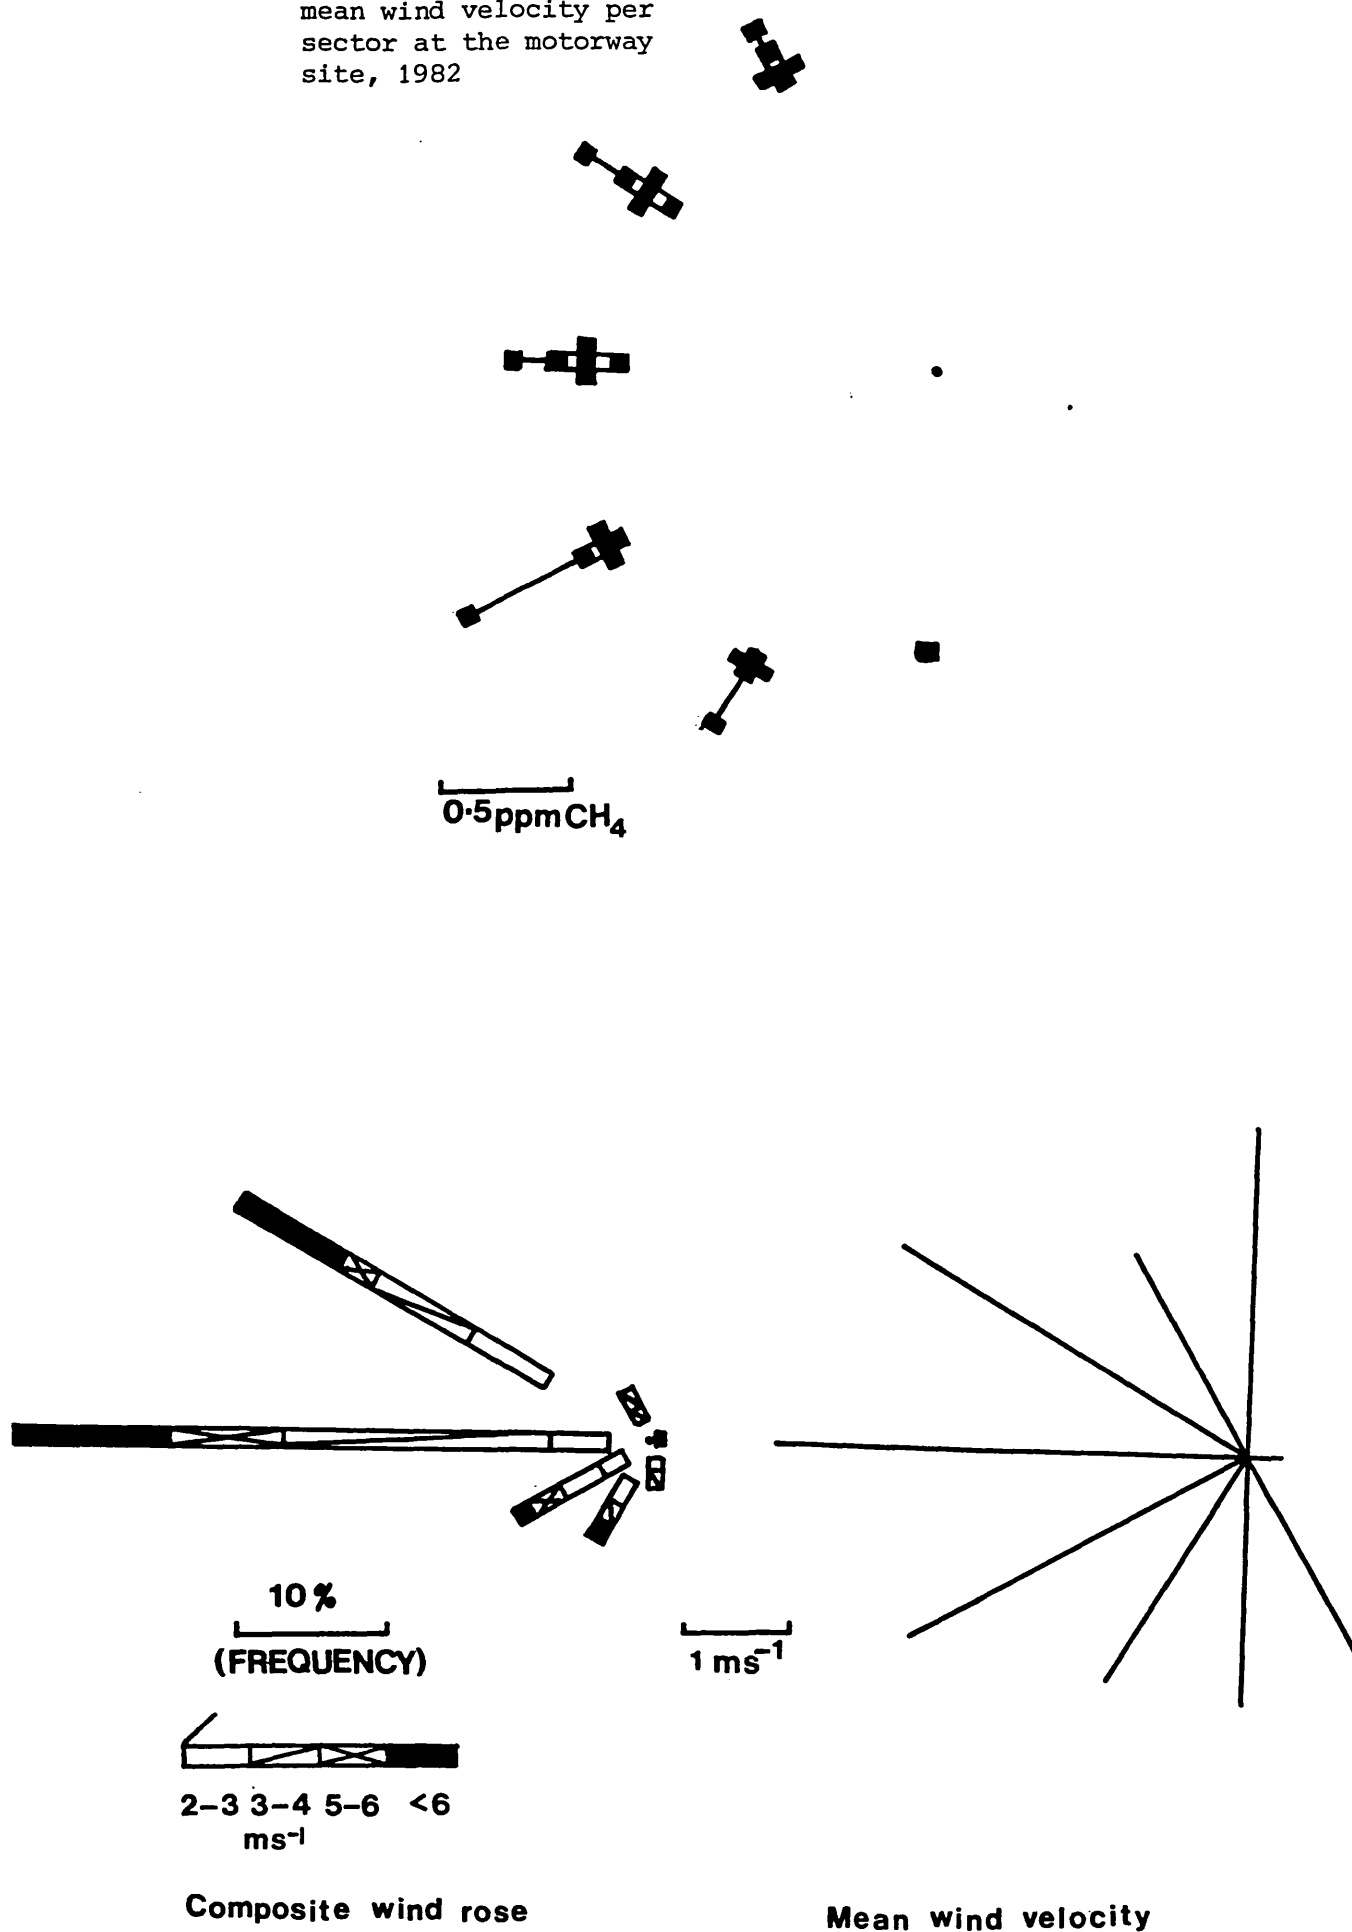 mean wind velocity per
sector at the motorway
site, 1982
0·5ppmCH₄
10%
(FREQUENCY)
1 ms⁻¹
2–3 3–4 5–6 <6
ms⁻¹
Composite wind rose
Mean wind velocity